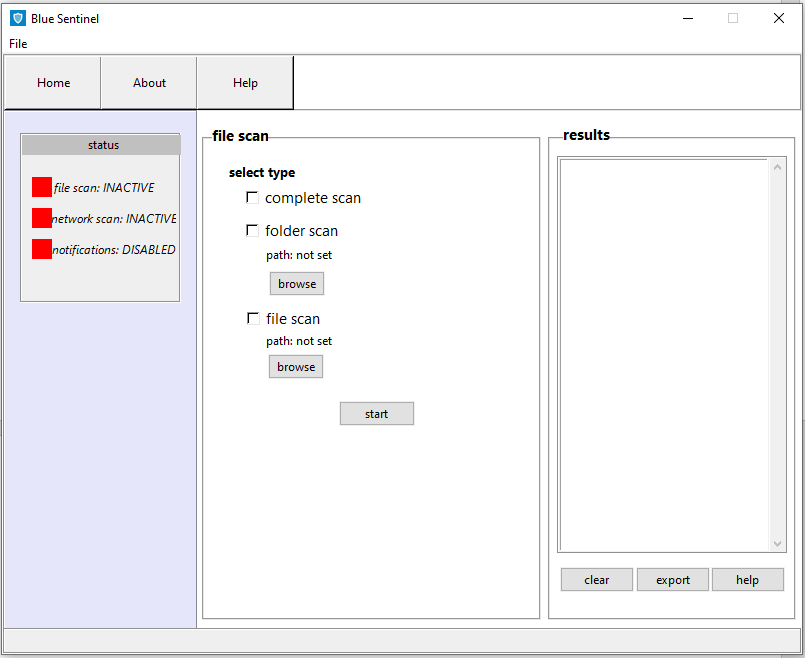 Blue Sentinel
File
Home About Help
status
file scan: INACTIVE
network scan: INACTIVE
notifications: DISABLED
file scan
select type
complete scan
folder scan
path: not set
browse
file scan
path: not set
browse
start
results
clear export help